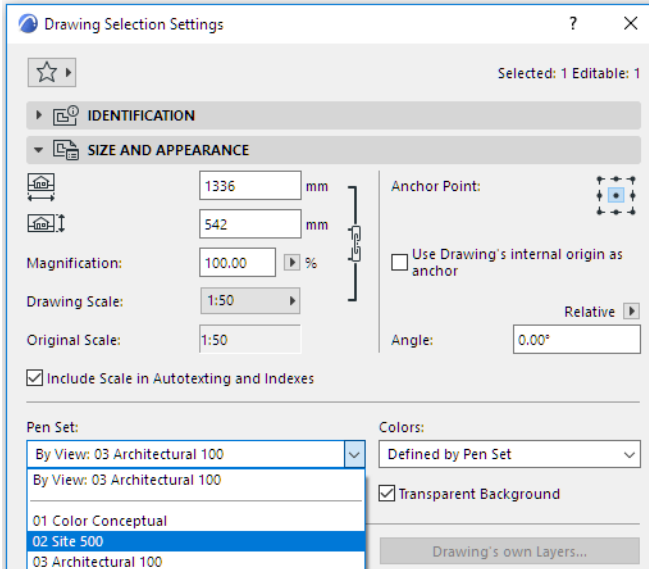 Drawing Selection Settings
?
Selected: 1 Editable: 1
IDENTIFICATION
SIZE AND APPEARANCE
1336 mm
542 mm
Magnification: 100.00 %
Drawing Scale: 1:50
Original Scale: 1:50
Include Scale in Autotexting and Indexes
Anchor Point:
Use Drawing's internal origin as
anchor
Relative
Angle: 0.00°
Pen Set:
By View: 03 Architectural 100
By View: 03 Architectural 100
01 Color Conceptual
02 Site 500
03 Architectural 100
Colors:
Defined by Pen Set
Transparent Background
Drawing's own Layers...